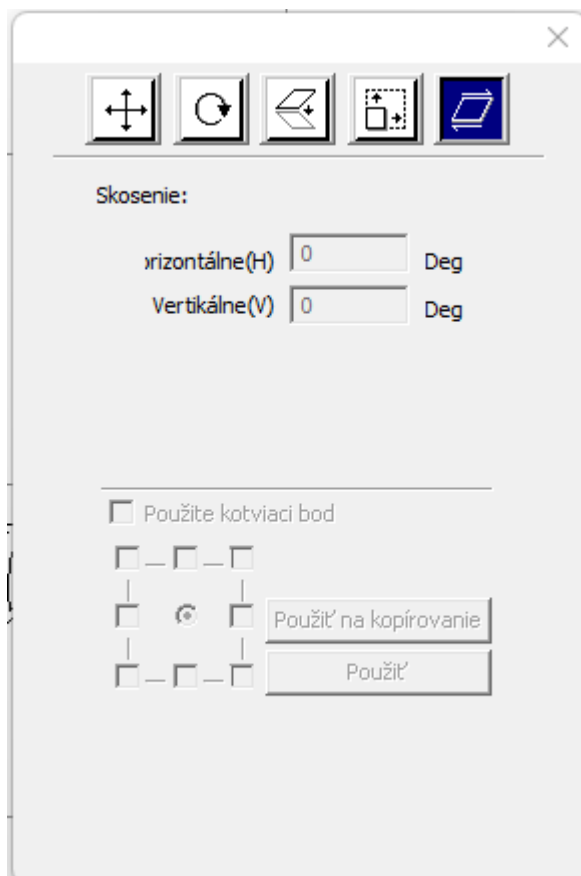 Skosenie:
orizontálne(H) 0 Deg
Vertikálne(V) 0 Deg
Použite kotviaci bod
Použiť na kopírovanie
Použiť